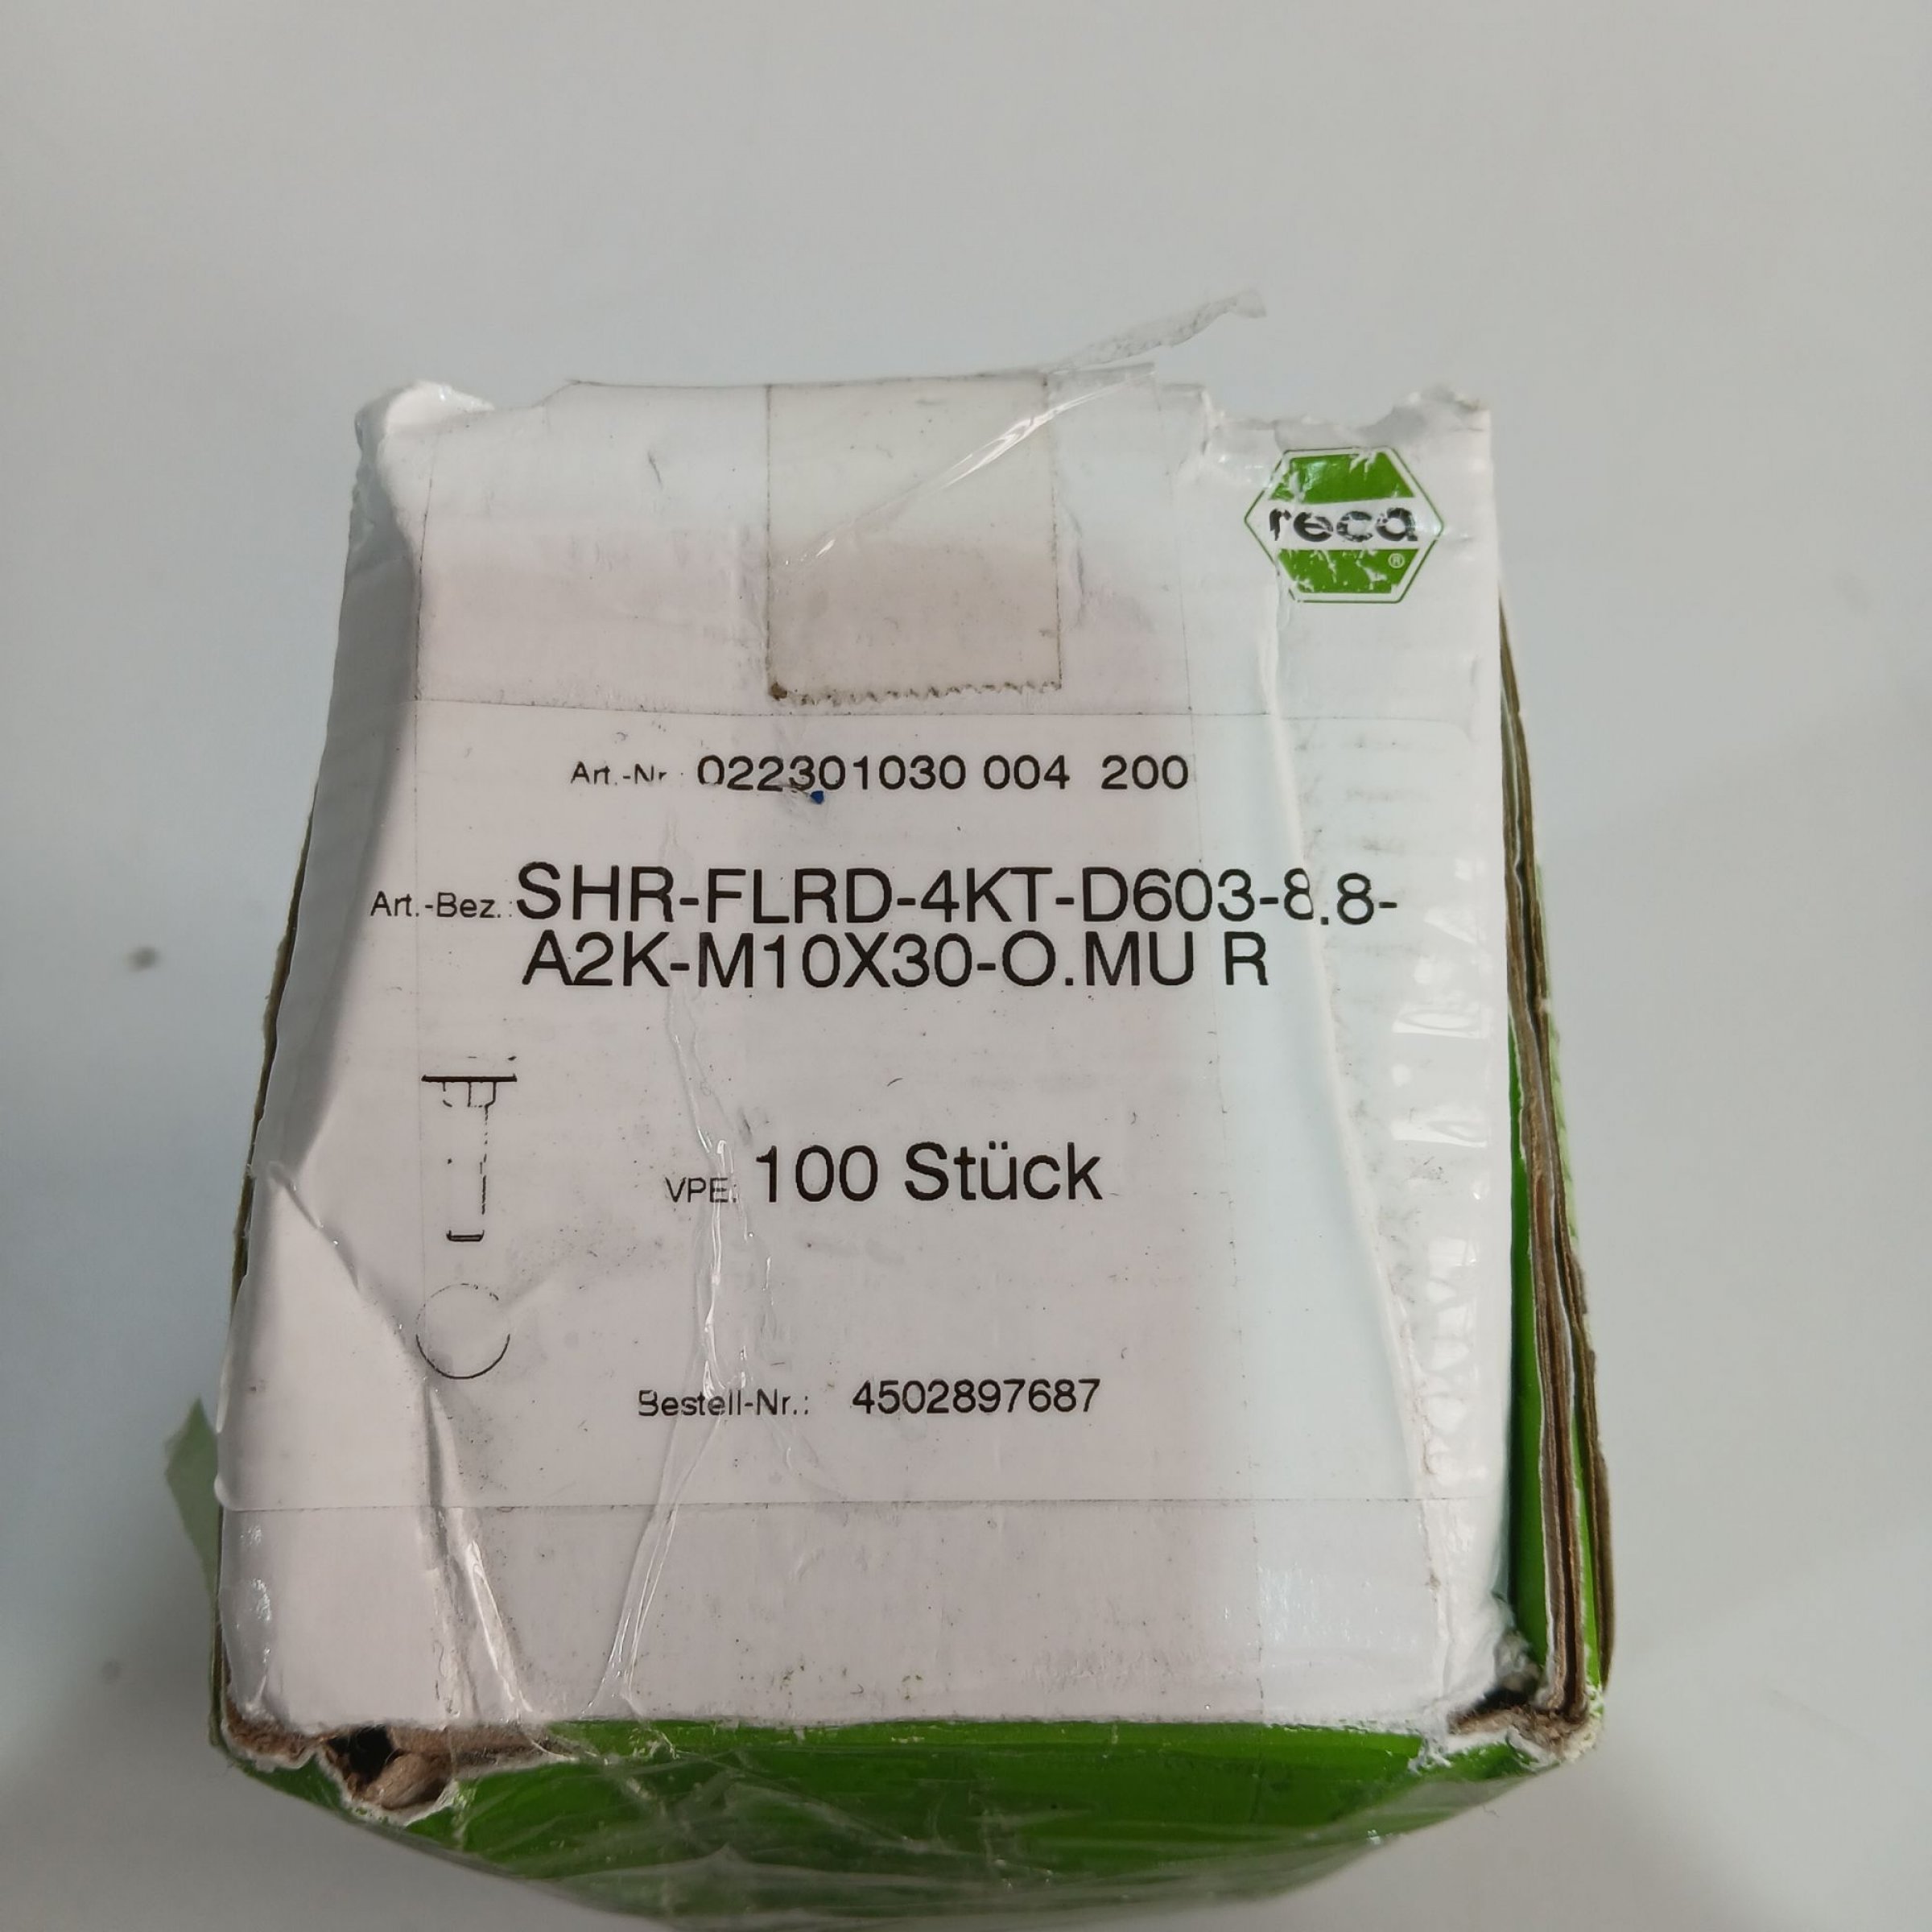 reca ®
Art.-Nr. 022301030 004 200
Art.-Bez.: SHR-FLRD-4KT-D603-8.8-
A2K-M10X30-O.MU R
VPE: 100 Stück
Bestell-Nr.: 4502897687